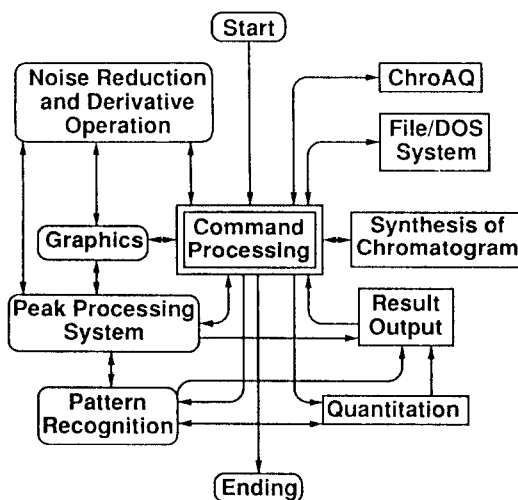 Start
Noise Reduction
and Derivative
Operation
ChroAQ
File/DOS
System
Command
Processing
Graphics
Synthesis of
Chromatogram
Peak Processing
System
Result
Output
Pattern
Recognition
Quantitation
Ending